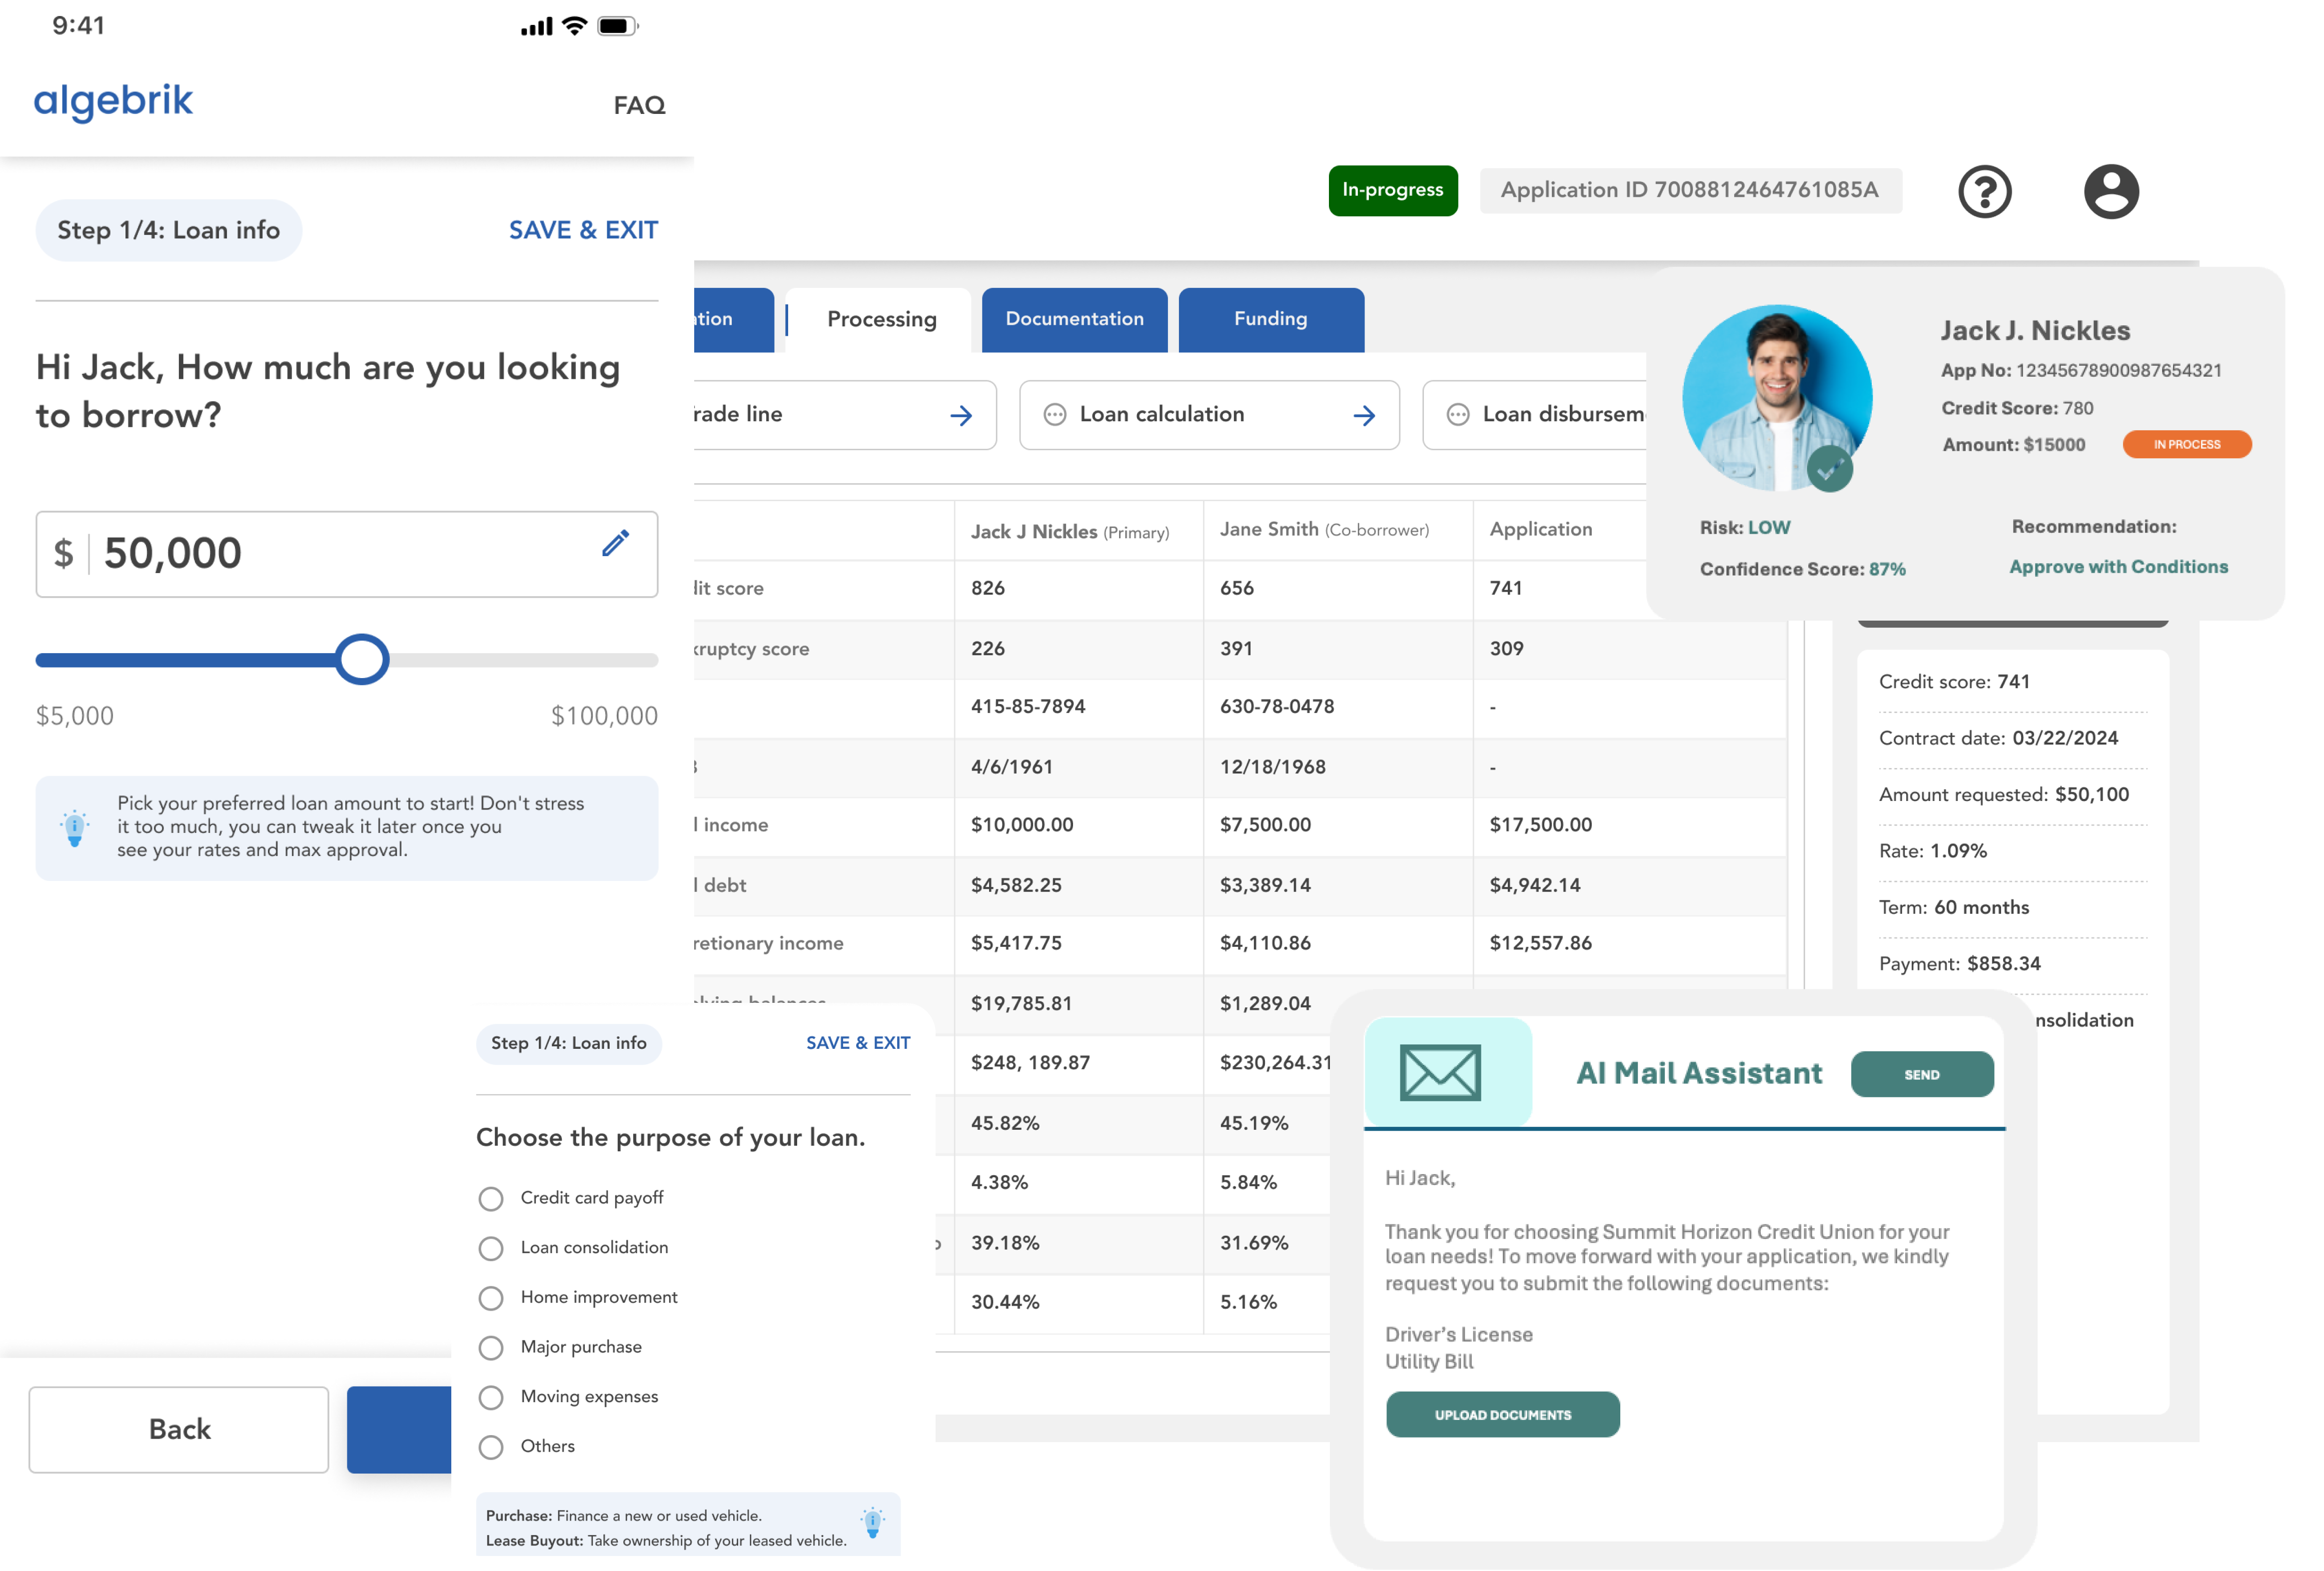 9:41
algebrik
FAQ
Step 1/4: Loan info
SAVE & EXIT
Hi Jack, How much are you looking
to borrow?
$ 50,000
$5,000
$100,000
Pick your preferred loan amount to start! Don't stress
it too much, you can tweak it later once you
see your rates and max approval.
Back
Step 1/4: Loan info
SAVE & EXIT
Choose the purpose of your loan.
Credit card payoff
Loan consolidation
Home improvement
Major purchase
Moving expenses
Others
Purchase: Finance a new or used vehicle.
Lease Buyout: Take ownership of your leased vehicle.
In-progress
Application ID 7008812464761085A
Processing
Documentation
Funding
line
Loan calculation
Loan
Jack J Nickles (Primary) Jane Smith (Co-borrower) Application
score 826 656 741
score 226 391 309
415-85-7894 630-78-0478 -
4/6/1961 12/18/1968 -
income $10,000.00 $7,500.00 $17,500.00
debt $4,582.25 $3,389.14 $4,942.14
income $5,417.75 $4,110.86 $12,557.86
$19,785.81 $1,289.04
$248, 189.87 $230,264.31
45.82% 45.19%
4.38% 5.84%
39.18% 31.69%
30.44% 5.16%
Jack J. Nickles
App No: 12345678900987654321
Credit Score: 780
Amount: $15000
IN PROCESS
Risk: LOW
Recommendation:
Confidence Score: 87%
Approve with Conditions
Credit score: 741
Contract date: 03/22/2024
Amount requested: $50,100
Rate: 1.09%
Term: 60 months
Payment: $858.34
AI Mail Assistant
SEND
Hi Jack,
Thank you for choosing Summit Horizon Credit Union for your
loan needs! To move forward with your application, we kindly
request you to submit the following documents:
Driver's License
Utility Bill
UPLOAD DOCUMENTS